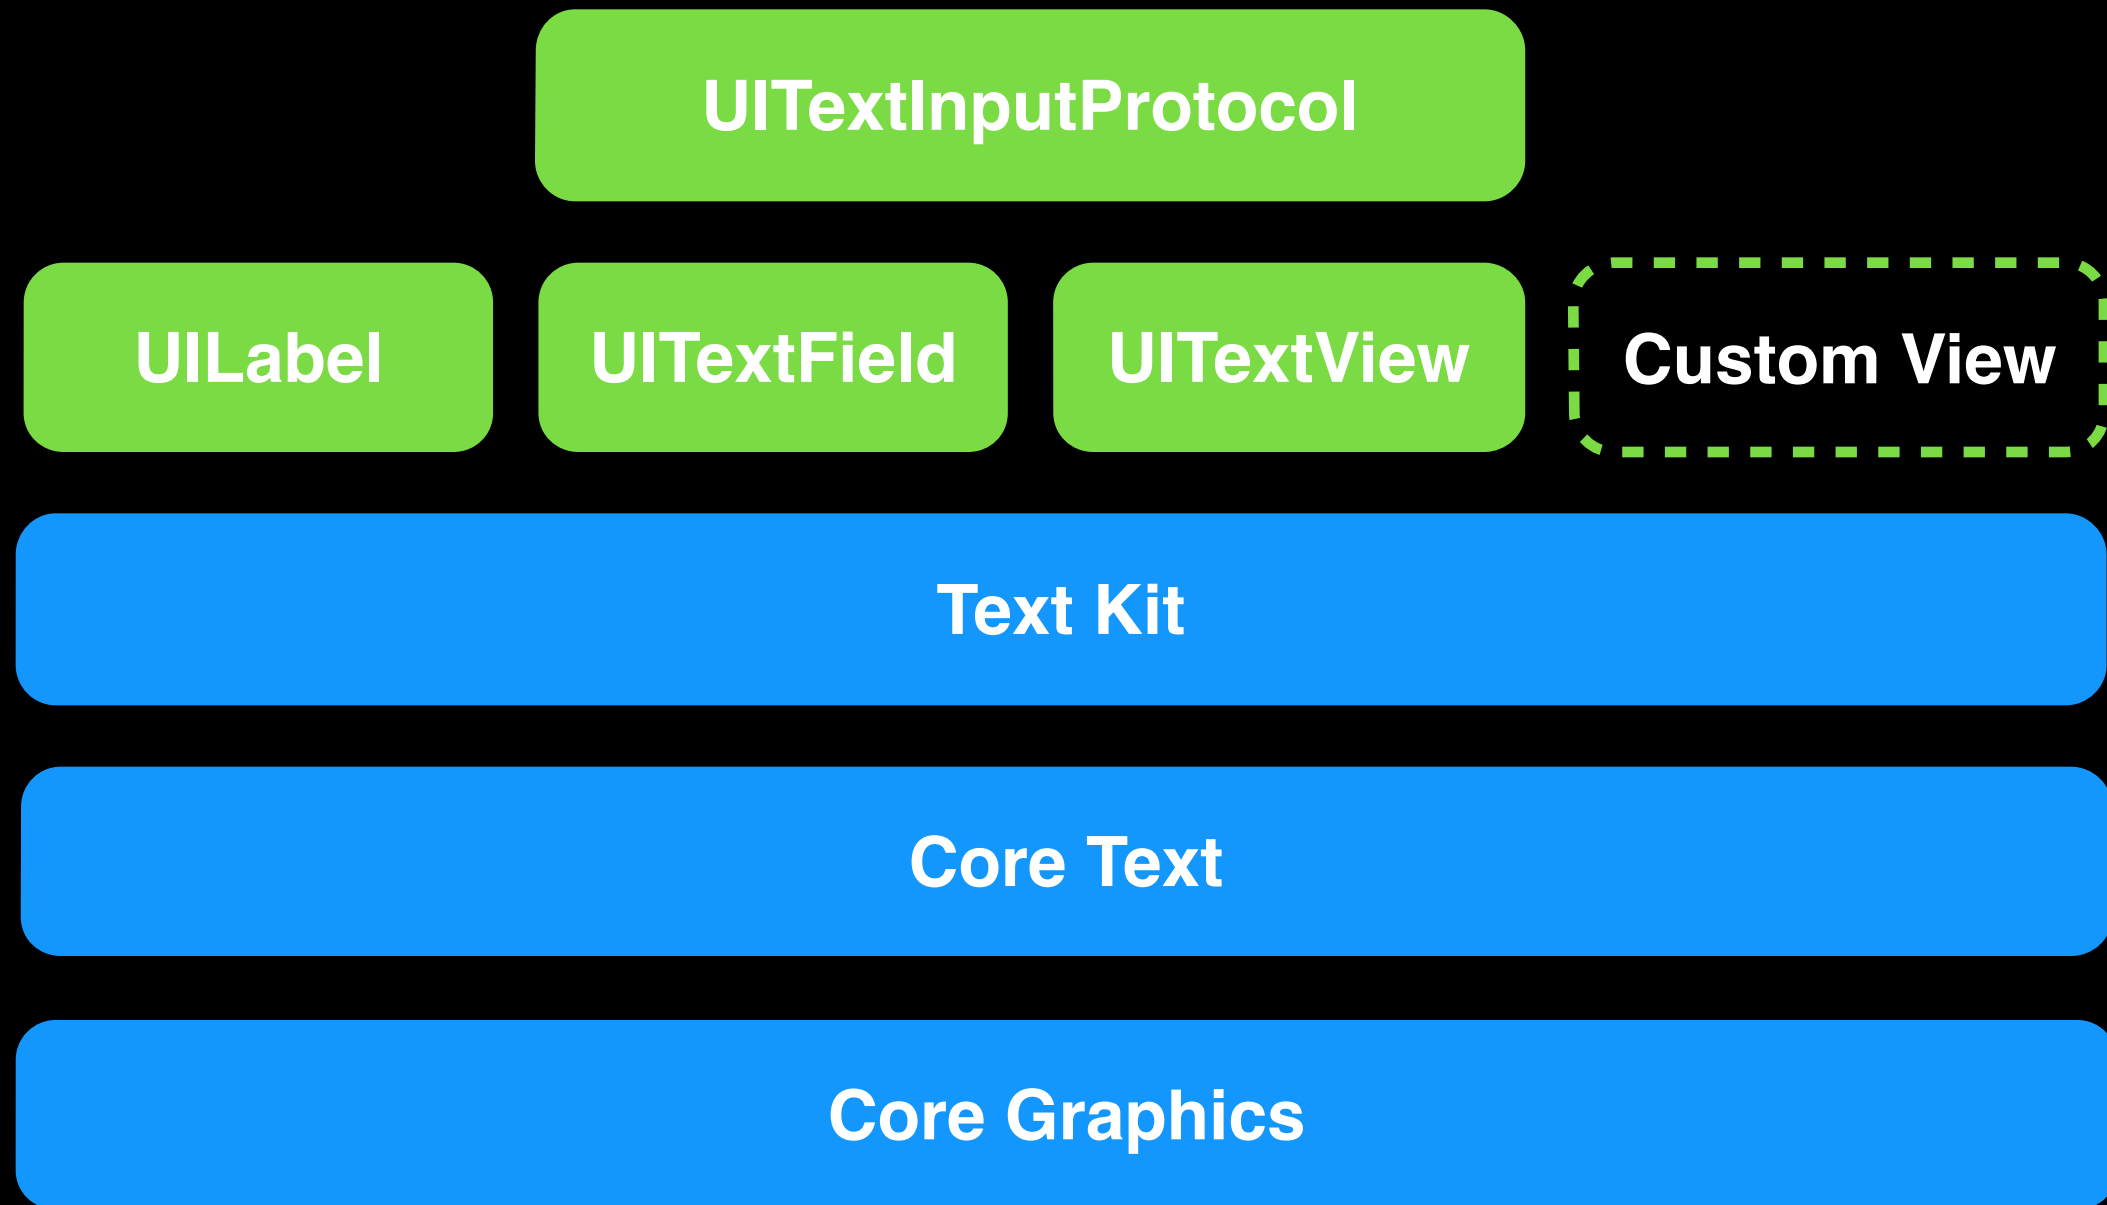 UITextInputProtocol
UILabel
UITextField
UITextView
Custom View
Text Kit
Core Text
Core Graphics